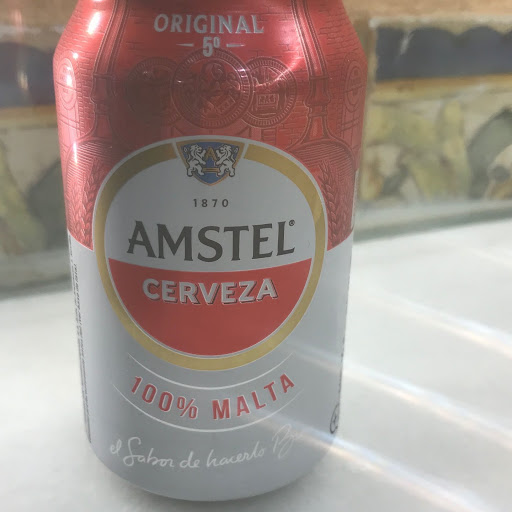 ORIGINAL
5º
1870
AMSTEL®
CERVEZA
100% MALTA
el Sabor de hacerlo